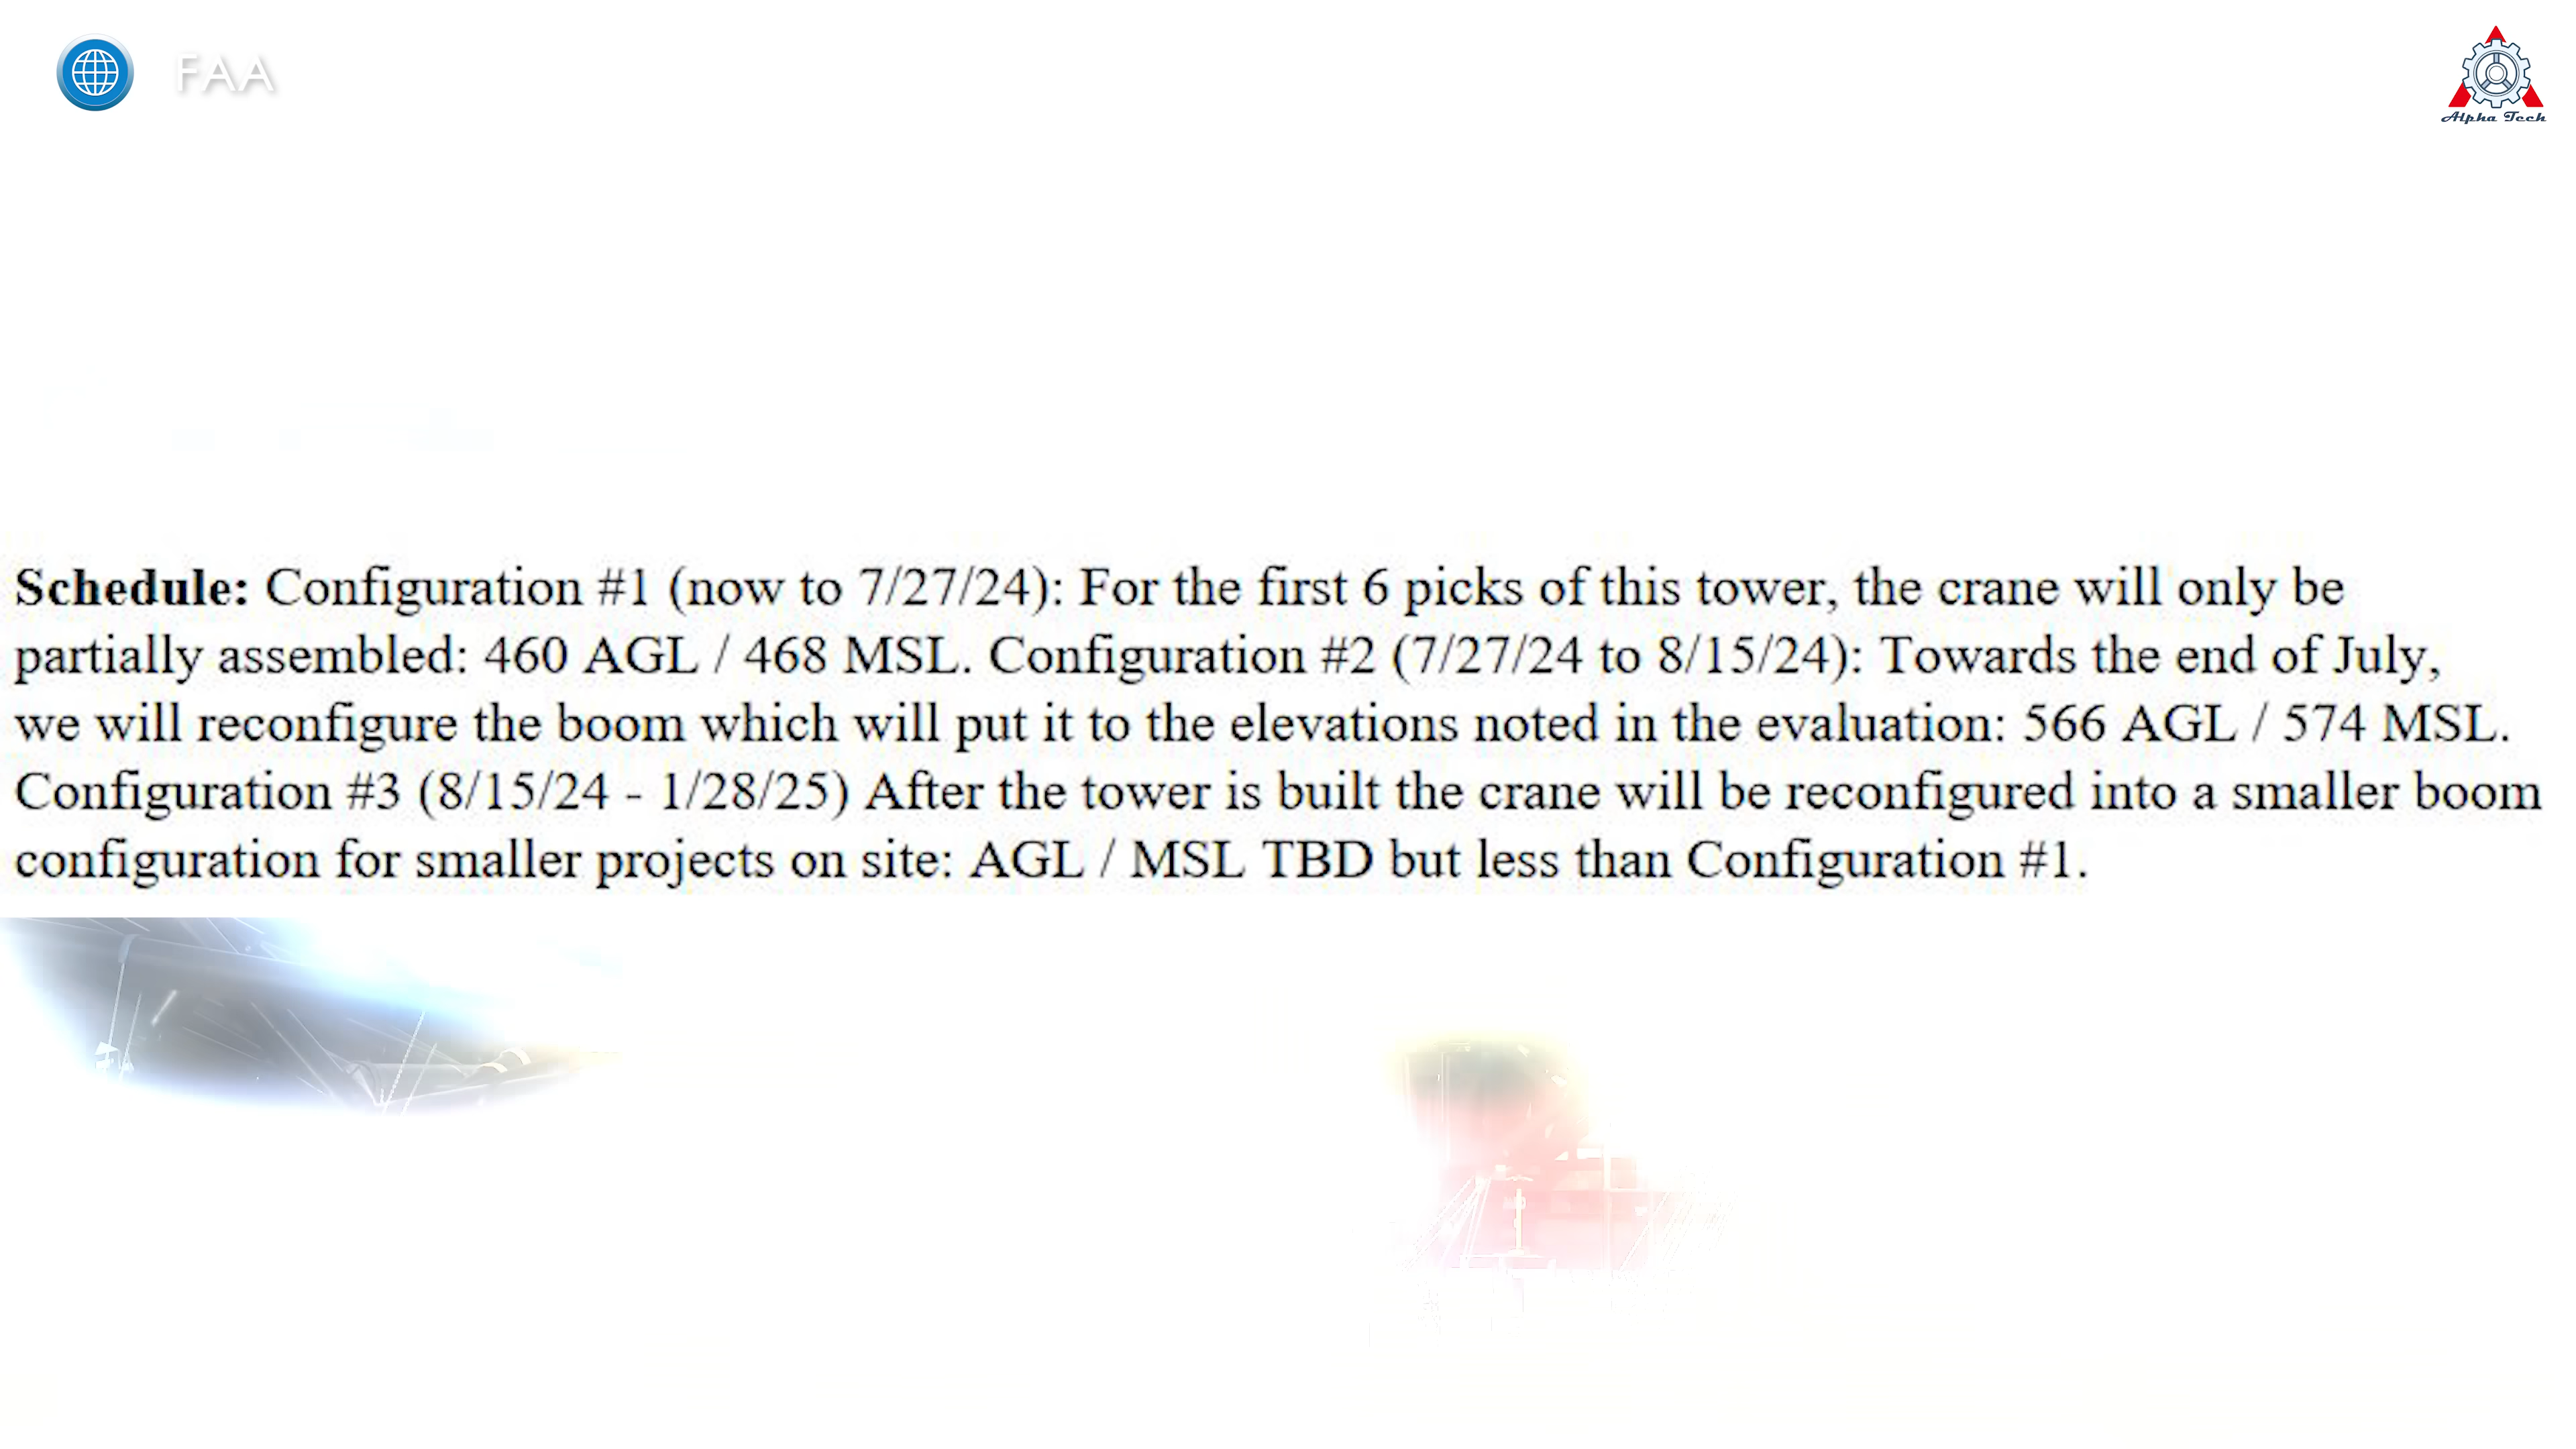 FAA
Alpha Tech
Schedule: Configuration #1 (now to 7/27/24): For the first 6 picks of this tower, the crane will only be
partially assembled: 460 AGL / 468 MSL. Configuration #2 (7/27/24 to 8/15/24): Towards the end of July,
we will reconfigure the boom which will put it to the elevations noted in the evaluation: 566 AGL / 574 MSL.
Configuration #3 (8/15/24 - 1/28/25) After the tower is built the crane will be reconfigured into a smaller boom
configuration for smaller projects on site: AGL / MSL TBD but less than Configuration #1.